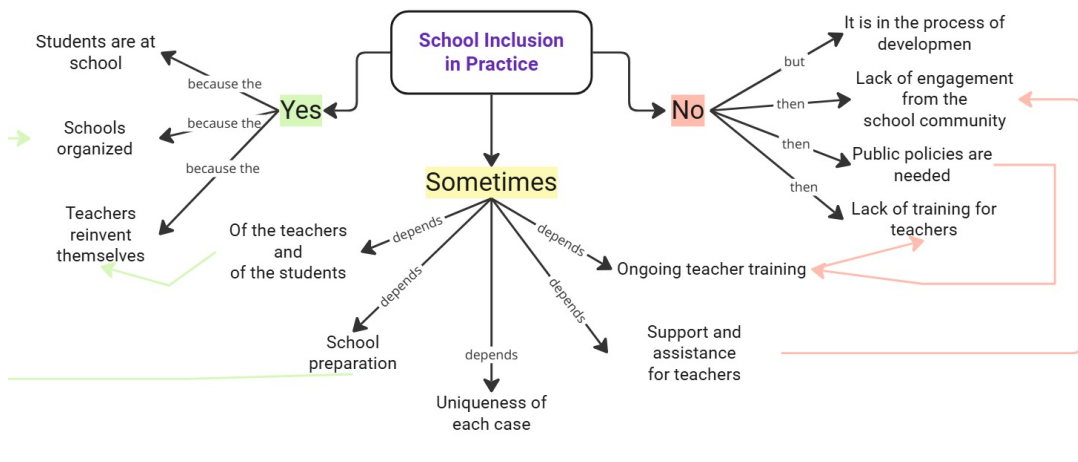 School Inclusion
in Practice
Yes
because the
Students are at
school
because the
Schools
organized
because the
Teachers
reinvent
themselves
Sometimes
depends
Of the teachers
and
of the students
depends
School
preparation
depends
Uniqueness of
each case
depends
Support and
assistance
for teachers
depends
Ongoing teacher training
No
but
It is in the process of
developmen
then
Lack of engagement
from the
school community
then
Public policies are
needed
then
Lack of training for
teachers